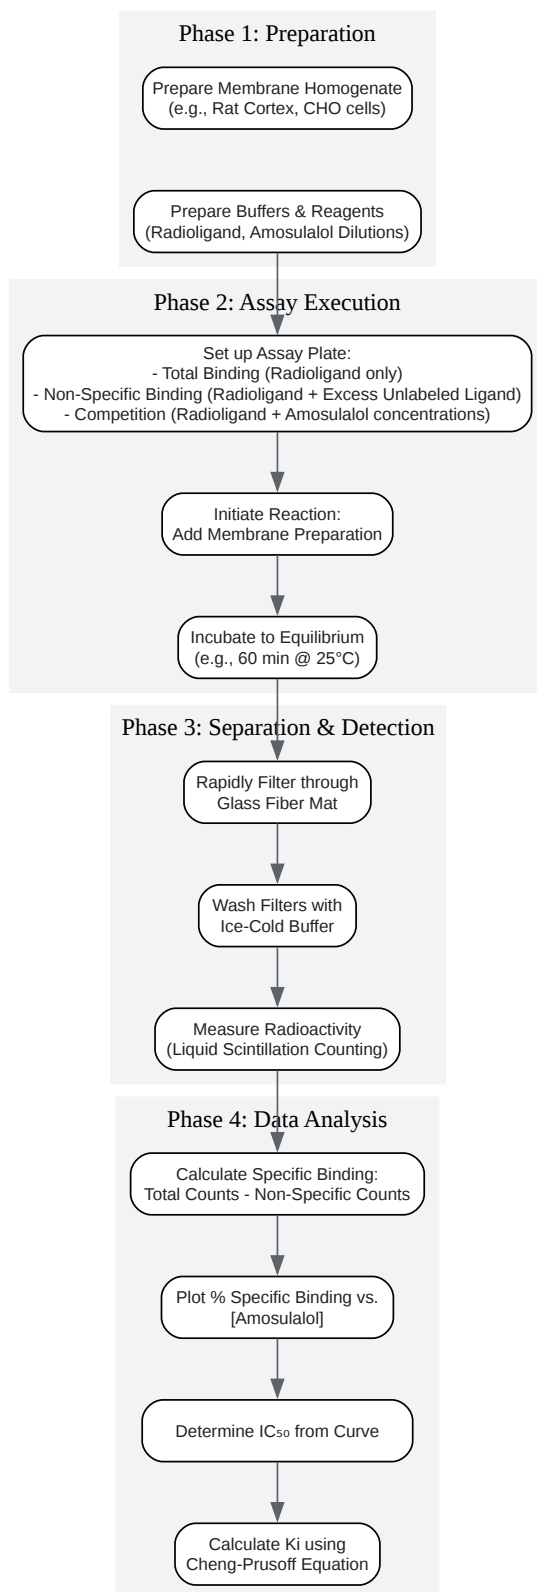 Phase 1: Preparation
Prepare Membrane Homogenate
(e.g., Rat Cortex, CHO cells)
Prepare Buffers & Reagents
(Radioligand, Amosulalol Dilutions)
Phase 2: Assay Execution
Set up Assay Plate:
- Total Binding (Radioligand only)
- Non-Specific Binding (Radioligand + Excess Unlabeled Ligand)
- Competition (Radioligand + Amosulalol concentrations)
Initiate Reaction:
Add Membrane Preparation
Incubate to Equilibrium
(e.g., 60 min @ 25°C)
Phase 3: Separation & Detection
Rapidly Filter through
Glass Fiber Mat
Wash Filters with
Ice-Cold Buffer
Measure Radioactivity
(Liquid Scintillation Counting)
Phase 4: Data Analysis
Calculate Specific Binding:
Total Counts - Non-Specific Counts
Plot % Specific Binding vs.
[Amosulalol]
Determine IC₅₀ from Curve
Calculate Ki using
Cheng-Prusoff Equation